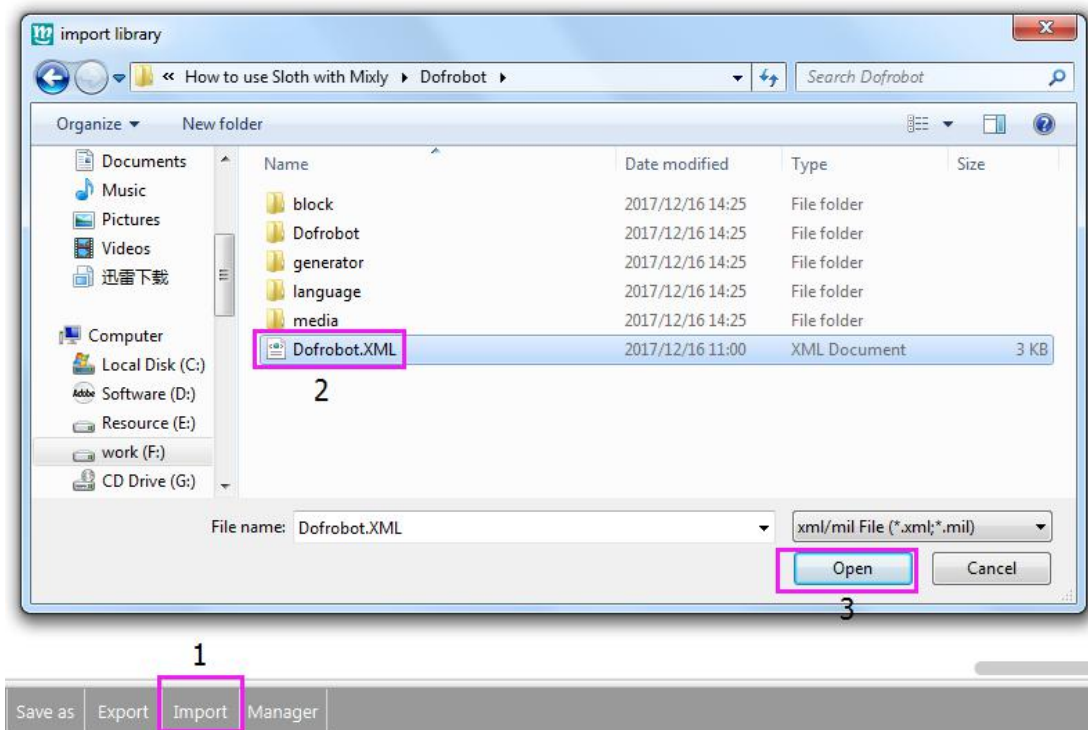 import library
« How to use Sloth with Mixly Dofrobot Search Dofrobot
Organize New folder
Documents
Music
Pictures
Videos
迅雷下载
Computer
Local Disk (C:)
Adobe Software (D:)
Resource (E:)
work (F:)
CD Drive (G:)
Name Date modified Type Size
block 2017/12/16 14:25 File folder
Dofrobot 2017/12/16 14:25 File folder
generator 2017/12/16 14:25 File folder
language 2017/12/16 14:25 File folder
media 2017/12/16 14:25 File folder
Dofrobot.XML 2017/12/16 11:00 XML Document 3 KB
2
File name: Dofrobot.XML xml/mil File (*.xml;*.mil)
Open Cancel
3
1
Save as Export Import Manager